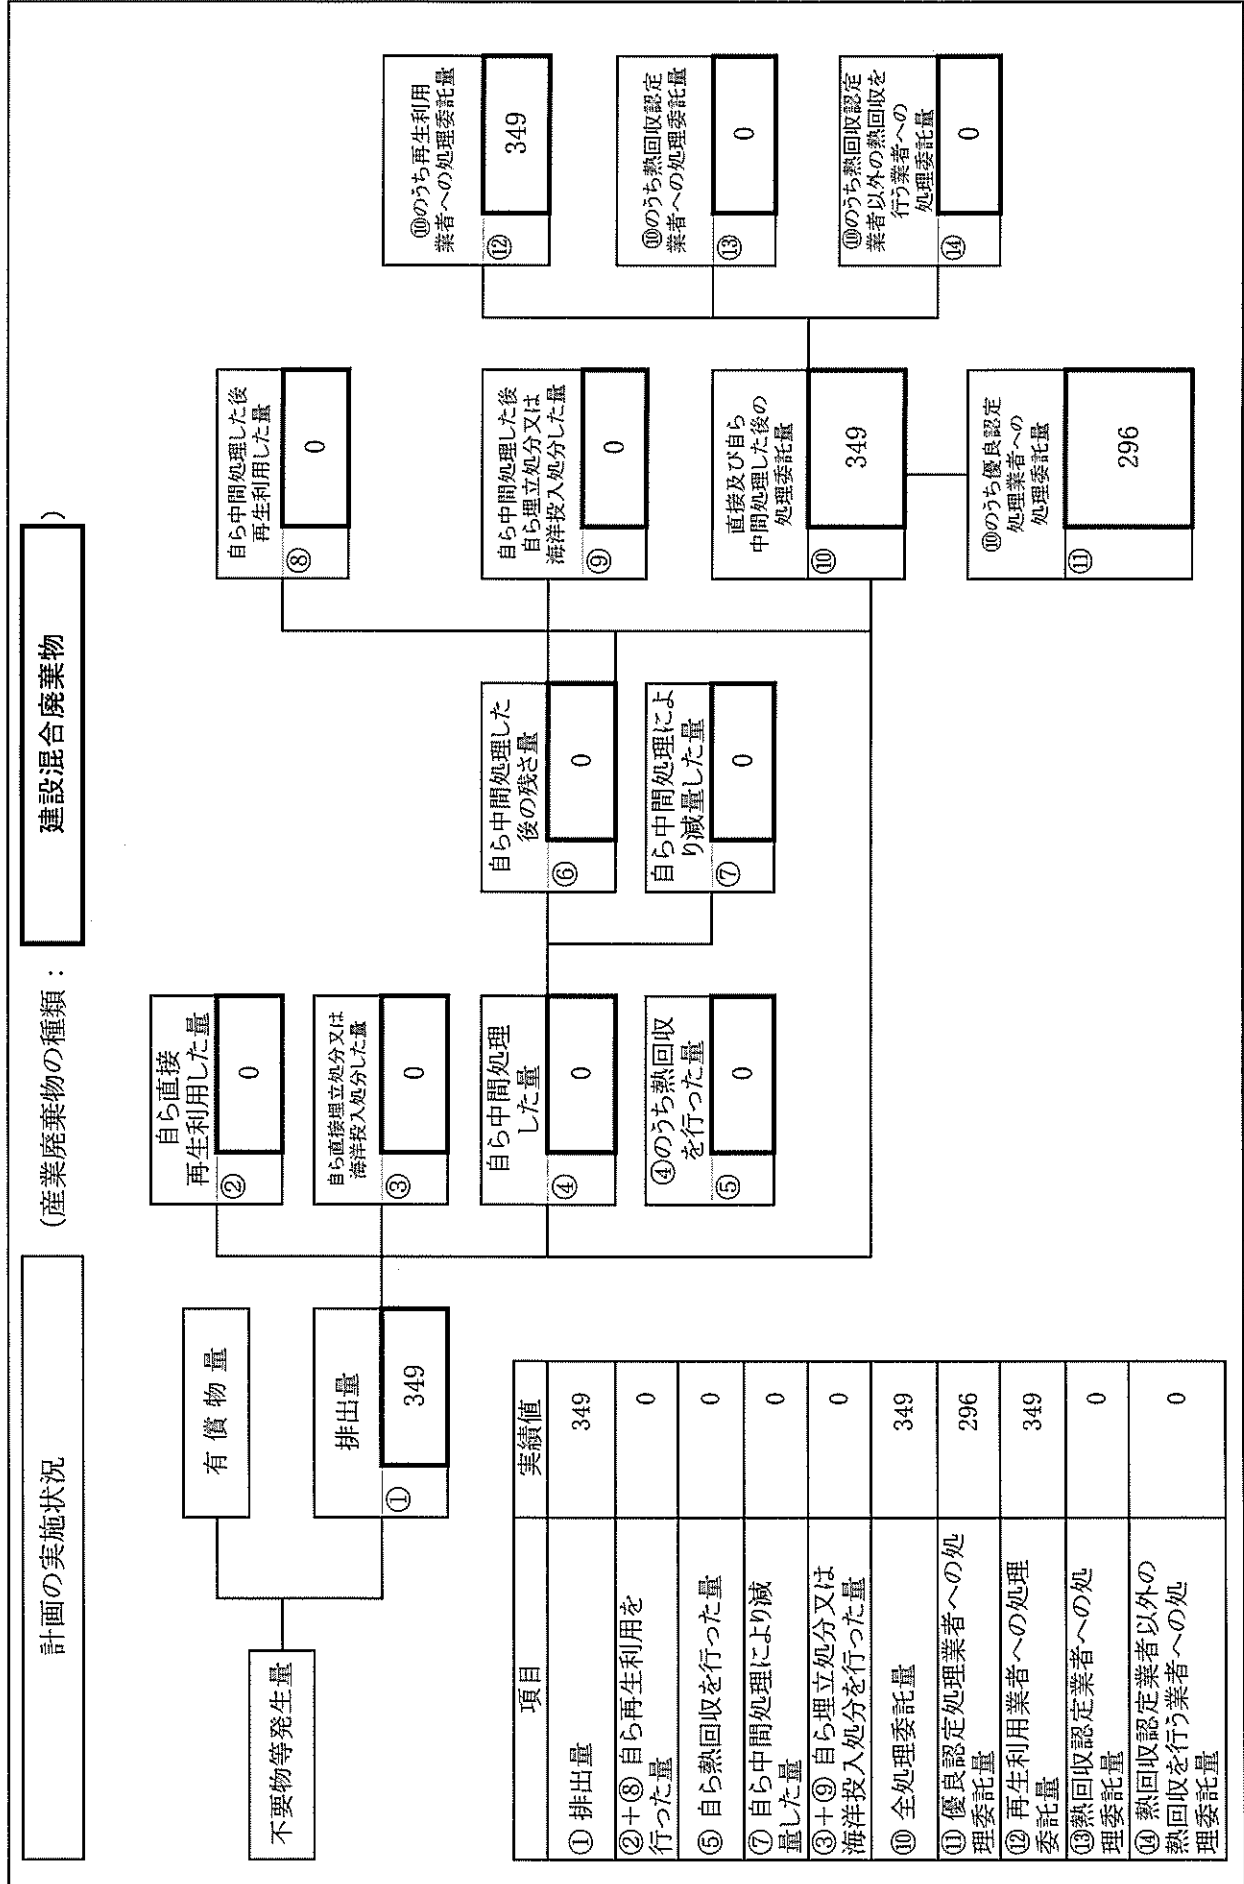 計画の実施状況
(産業廃棄物の種類：
建設混合廃棄物
)
不要物等発生量
有 償 物 量
排出量
①
349
自ら直接
再生利用した量
②
0
自ら直接埋立処分又は
海洋投入処分した量
③
0
自ら中間処理
した量
④
0
④のうち熱回収
を行った量
⑤
0
自ら中間処理した
後の残さ量
⑥
0
自ら中間処理によ
り減量した量
⑦
0
自ら中間処理した後
再生利用した量
⑧
0
自ら中間処理した後
自ら埋立処分又は
海洋投入処分した量
⑨
0
直接及び自ら
中間処理した後の
処理委託量
⑩
349
⑩のうち優良認定
処理業者への
処理委託量
⑪
296
⑩のうち再生利用
業者への処理委託量
⑫
349
⑩のうち熱回収認定
業者への処理委託量
⑬
0
⑩のうち熱回収認定
業者以外の熱回収を
行う業者への
処理委託量
⑭
0
項目 実績値
① 排出量 349
②＋⑧ 自ら再生利用を
行った量 0
⑤ 自ら熱回収を行った量 0
⑦ 自ら中間処理により減
量した量 0
③＋⑨ 自ら埋立処分又は
海洋投入処分を行った量 0
⑩ 全処理委託量 349
⑪ 優良認定処理業者への処
理委託量 296
⑫ 再生利用業者への処理
委託量 349
⑬熱回収認定業者への処
理委託量 0
⑭ 熱回収認定業者以外の
熱回収を行う業者への処
理委託量 0